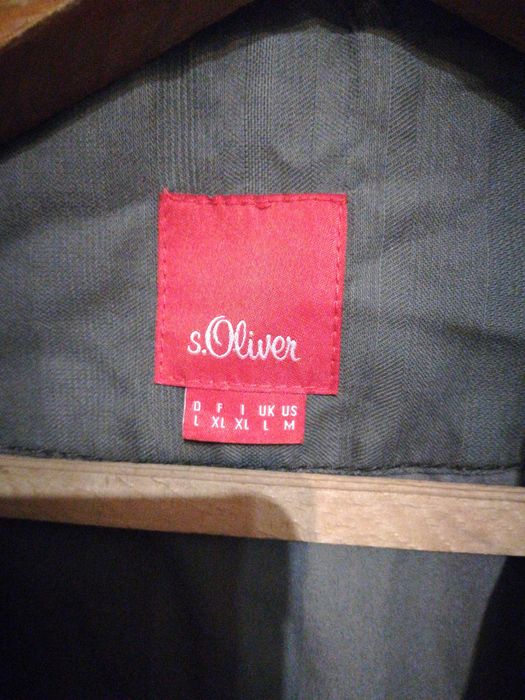 s.Oliver
D F I UK US
L XL XL L M